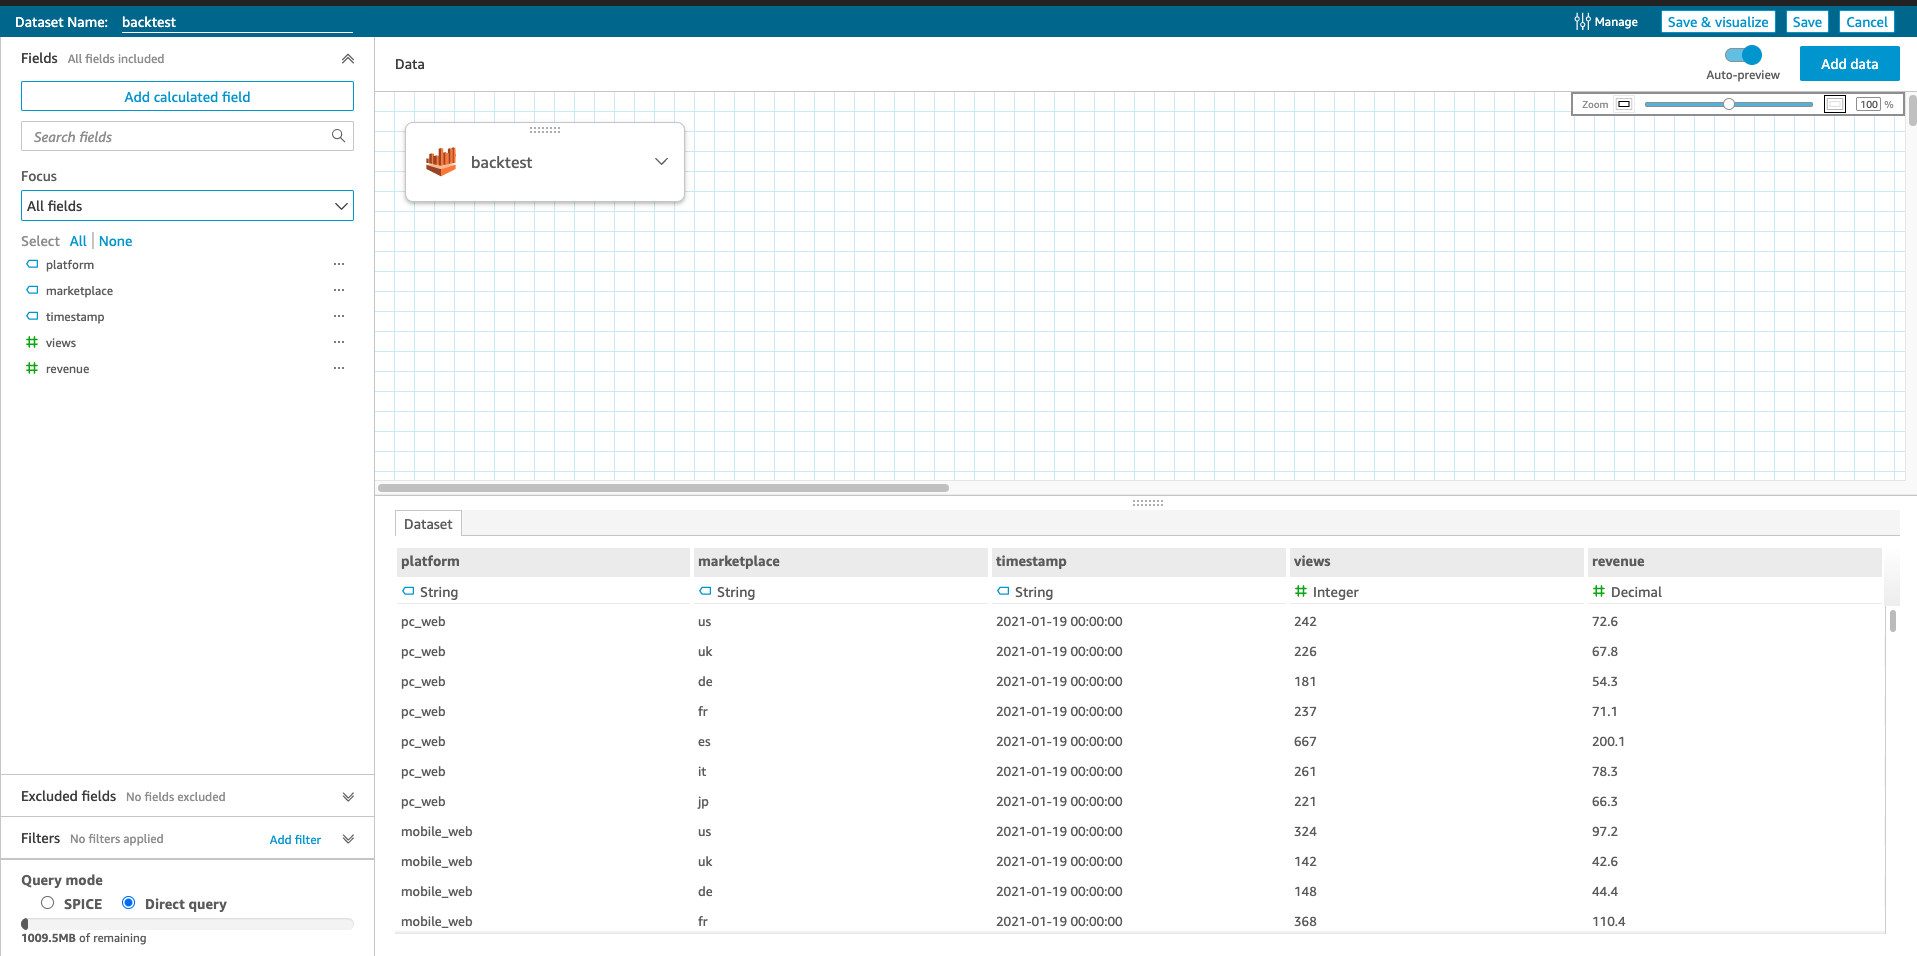 Dataset Name: backtest
Manage
Save & visualize
Save
Cancel
Fields All fields included
Add calculated field
Search fields
Focus
All fields
Select All None
platform
marketplace
timestamp
views
revenue
Excluded fields No fields excluded
Filters No filters applied Add filter
Query mode
SPICE Direct query
1009.5MB of remaining
Data
Auto-preview
Add data
Zoom 100 %
backtest
Dataset
platform marketplace timestamp views revenue
String String String Integer Decimal
pc_web us 2021-01-19 00:00:00 242 72.6
pc_web uk 2021-01-19 00:00:00 226 67.8
pc_web de 2021-01-19 00:00:00 181 54.3
pc_web fr 2021-01-19 00:00:00 237 71.1
pc_web es 2021-01-19 00:00:00 667 200.1
pc_web it 2021-01-19 00:00:00 261 78.3
pc_web jp 2021-01-19 00:00:00 221 66.3
mobile_web us 2021-01-19 00:00:00 324 97.2
mobile_web uk 2021-01-19 00:00:00 142 42.6
mobile_web de 2021-01-19 00:00:00 148 44.4
mobile_web fr 2021-01-19 00:00:00 368 110.4